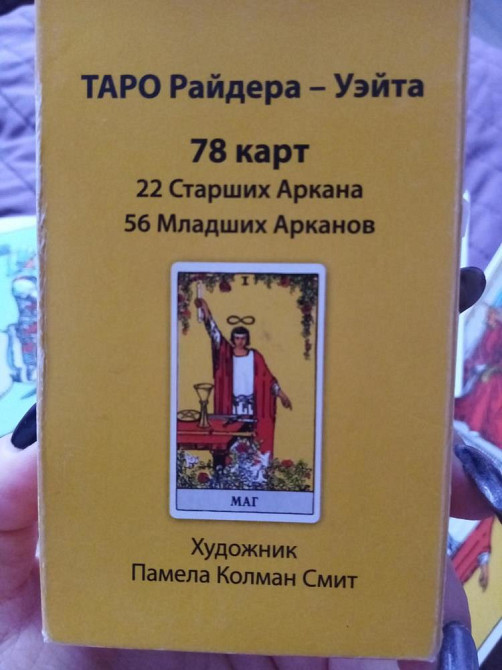 ТАРО Райдера – Уэйта
78 карт
22 Старших Аркана
56 Младших Арканов
I
МАГ
Художник
Памела Колман Смит